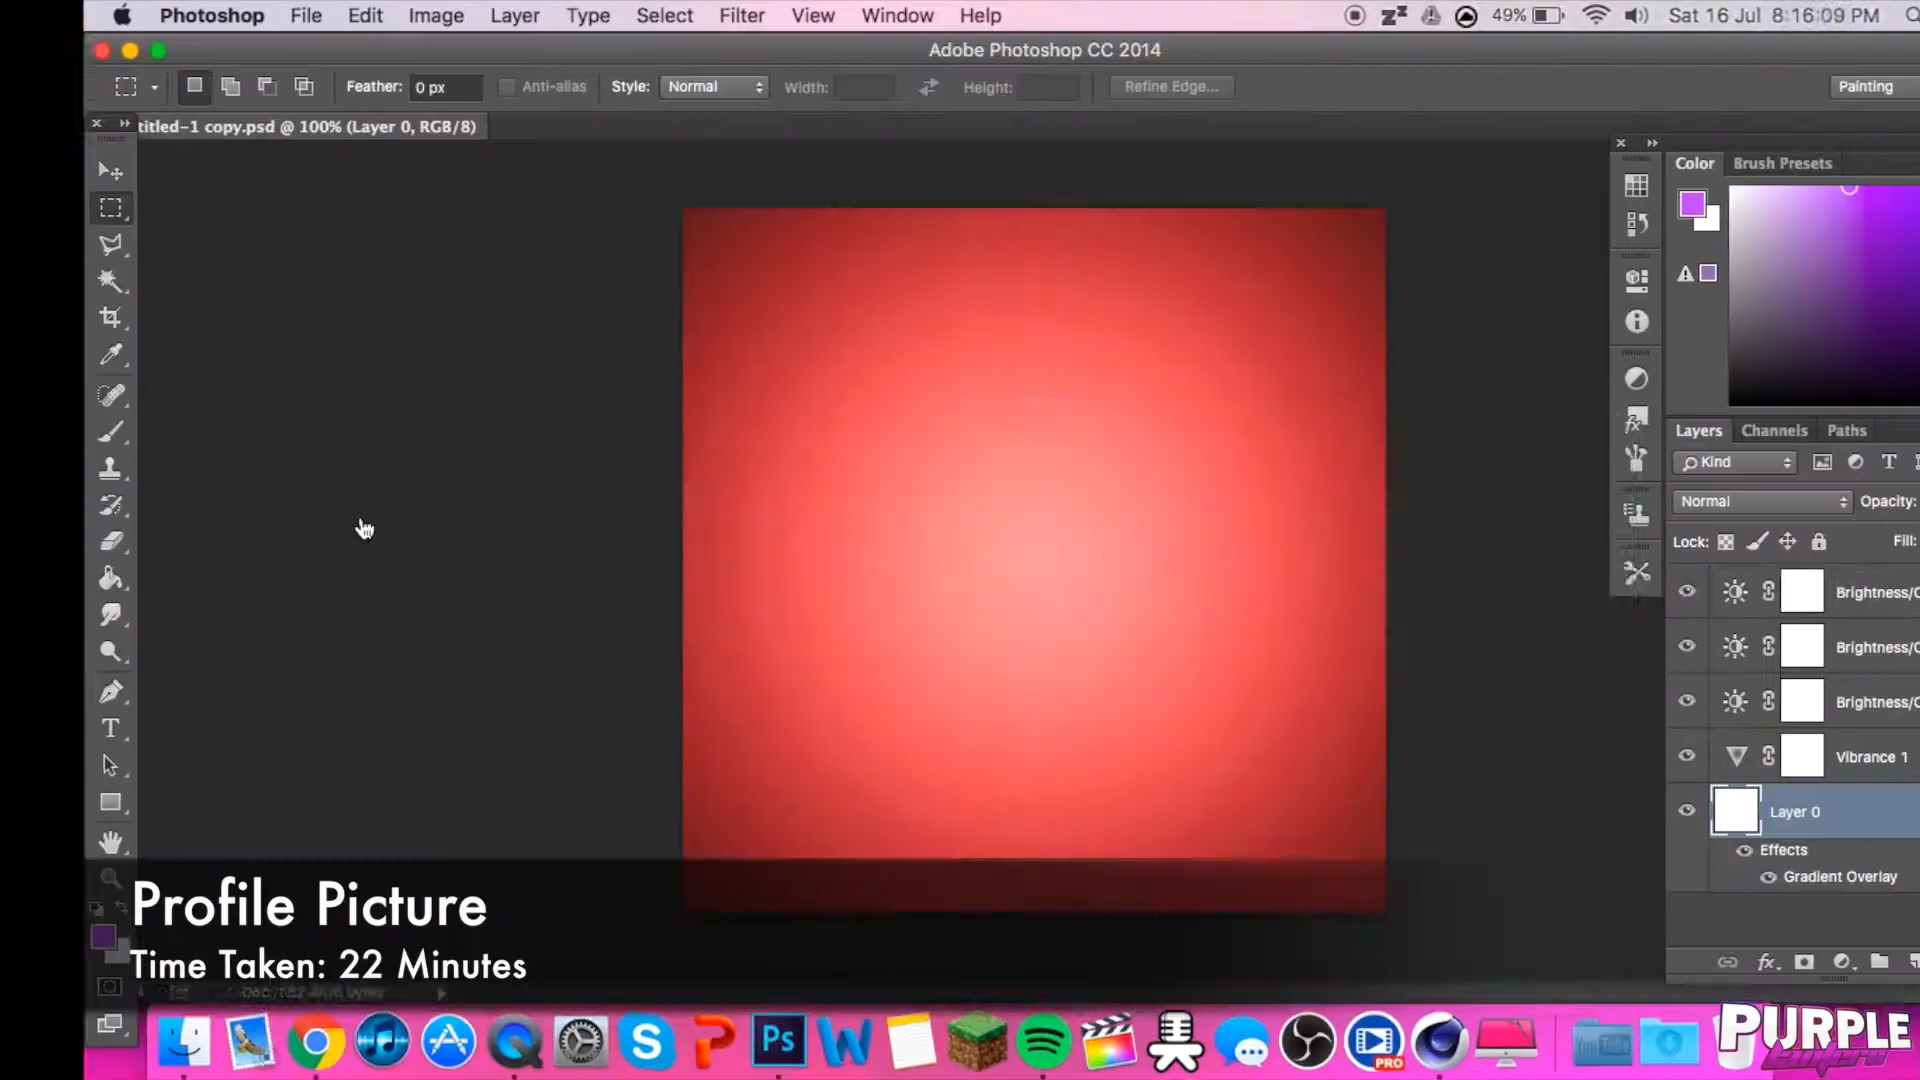 Photoshop File Edit Image Layer Type Select Filter View Window Help 49% Sat 16 Jul 8:16:09 PM
Adobe Photoshop CC 2014
Feather: 0 px Anti-alias Style: Normal Width: Height: Refine Edge... Painting
titled-1 copy.psd @ 100% (Layer 0, RGB/8)
Color Brush Presets
Layers Channels Paths
Kind
Normal Opacity:
Lock: Fill:
Brightness/C
Brightness/C
Brightness/C
Vibrance 1
Layer 0
Effects
Gradient Overlay
Profile Picture
Time Taken: 22 Minutes
Ps
PRO
PURPLE